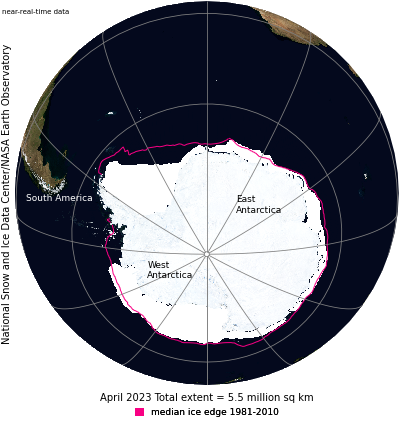 near-real-time data
National Snow and Ice Data Center/NASA Earth Observatory
South America
East
Antarctica
West
Antarctica
April 2023 Total extent = 5.5 million sq km
median ice edge 1981-2010